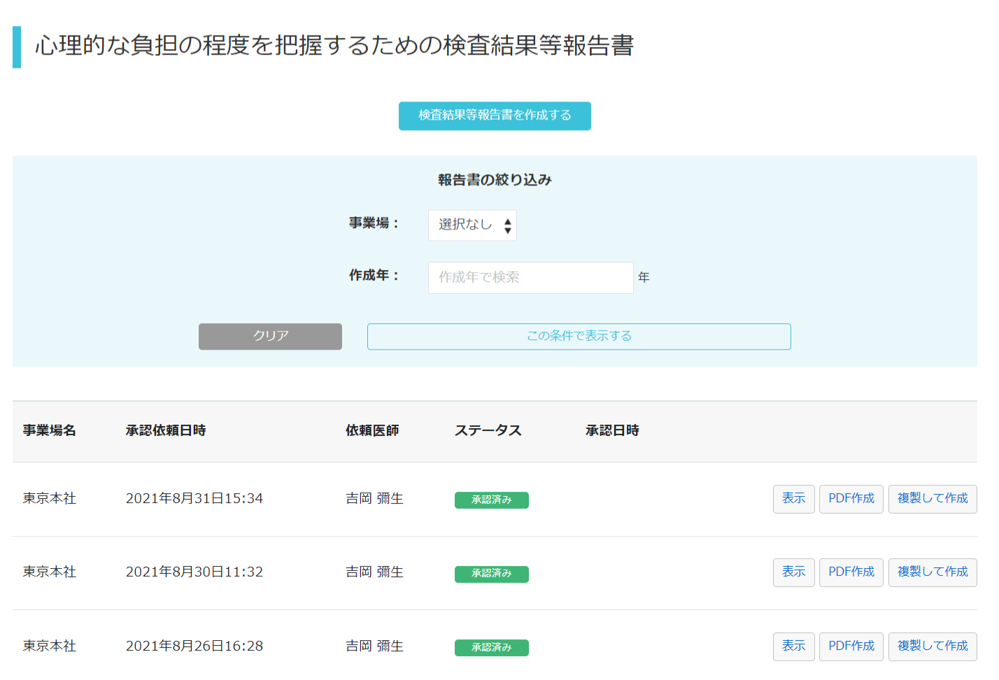 心理的な負担の程度を把握するための検査結果等報告書
検査結果等報告書を作成する
報告書の絞り込み
事業場： 選択なし
作成年： 作成年で検索 年
クリア この条件で表示する
事業場名 承認依頼日時 依頼医師 ステータス 承認日時
東京本社 2021年8月31日15:34 吉岡 彌生 承認済み 表示 PDF作成 複製して作成
東京本社 2021年8月30日11:32 吉岡 彌生 承認済み 表示 PDF作成 複製して作成
東京本社 2021年8月26日16:28 吉岡 彌生 承認済み 表示 PDF作成 複製して作成